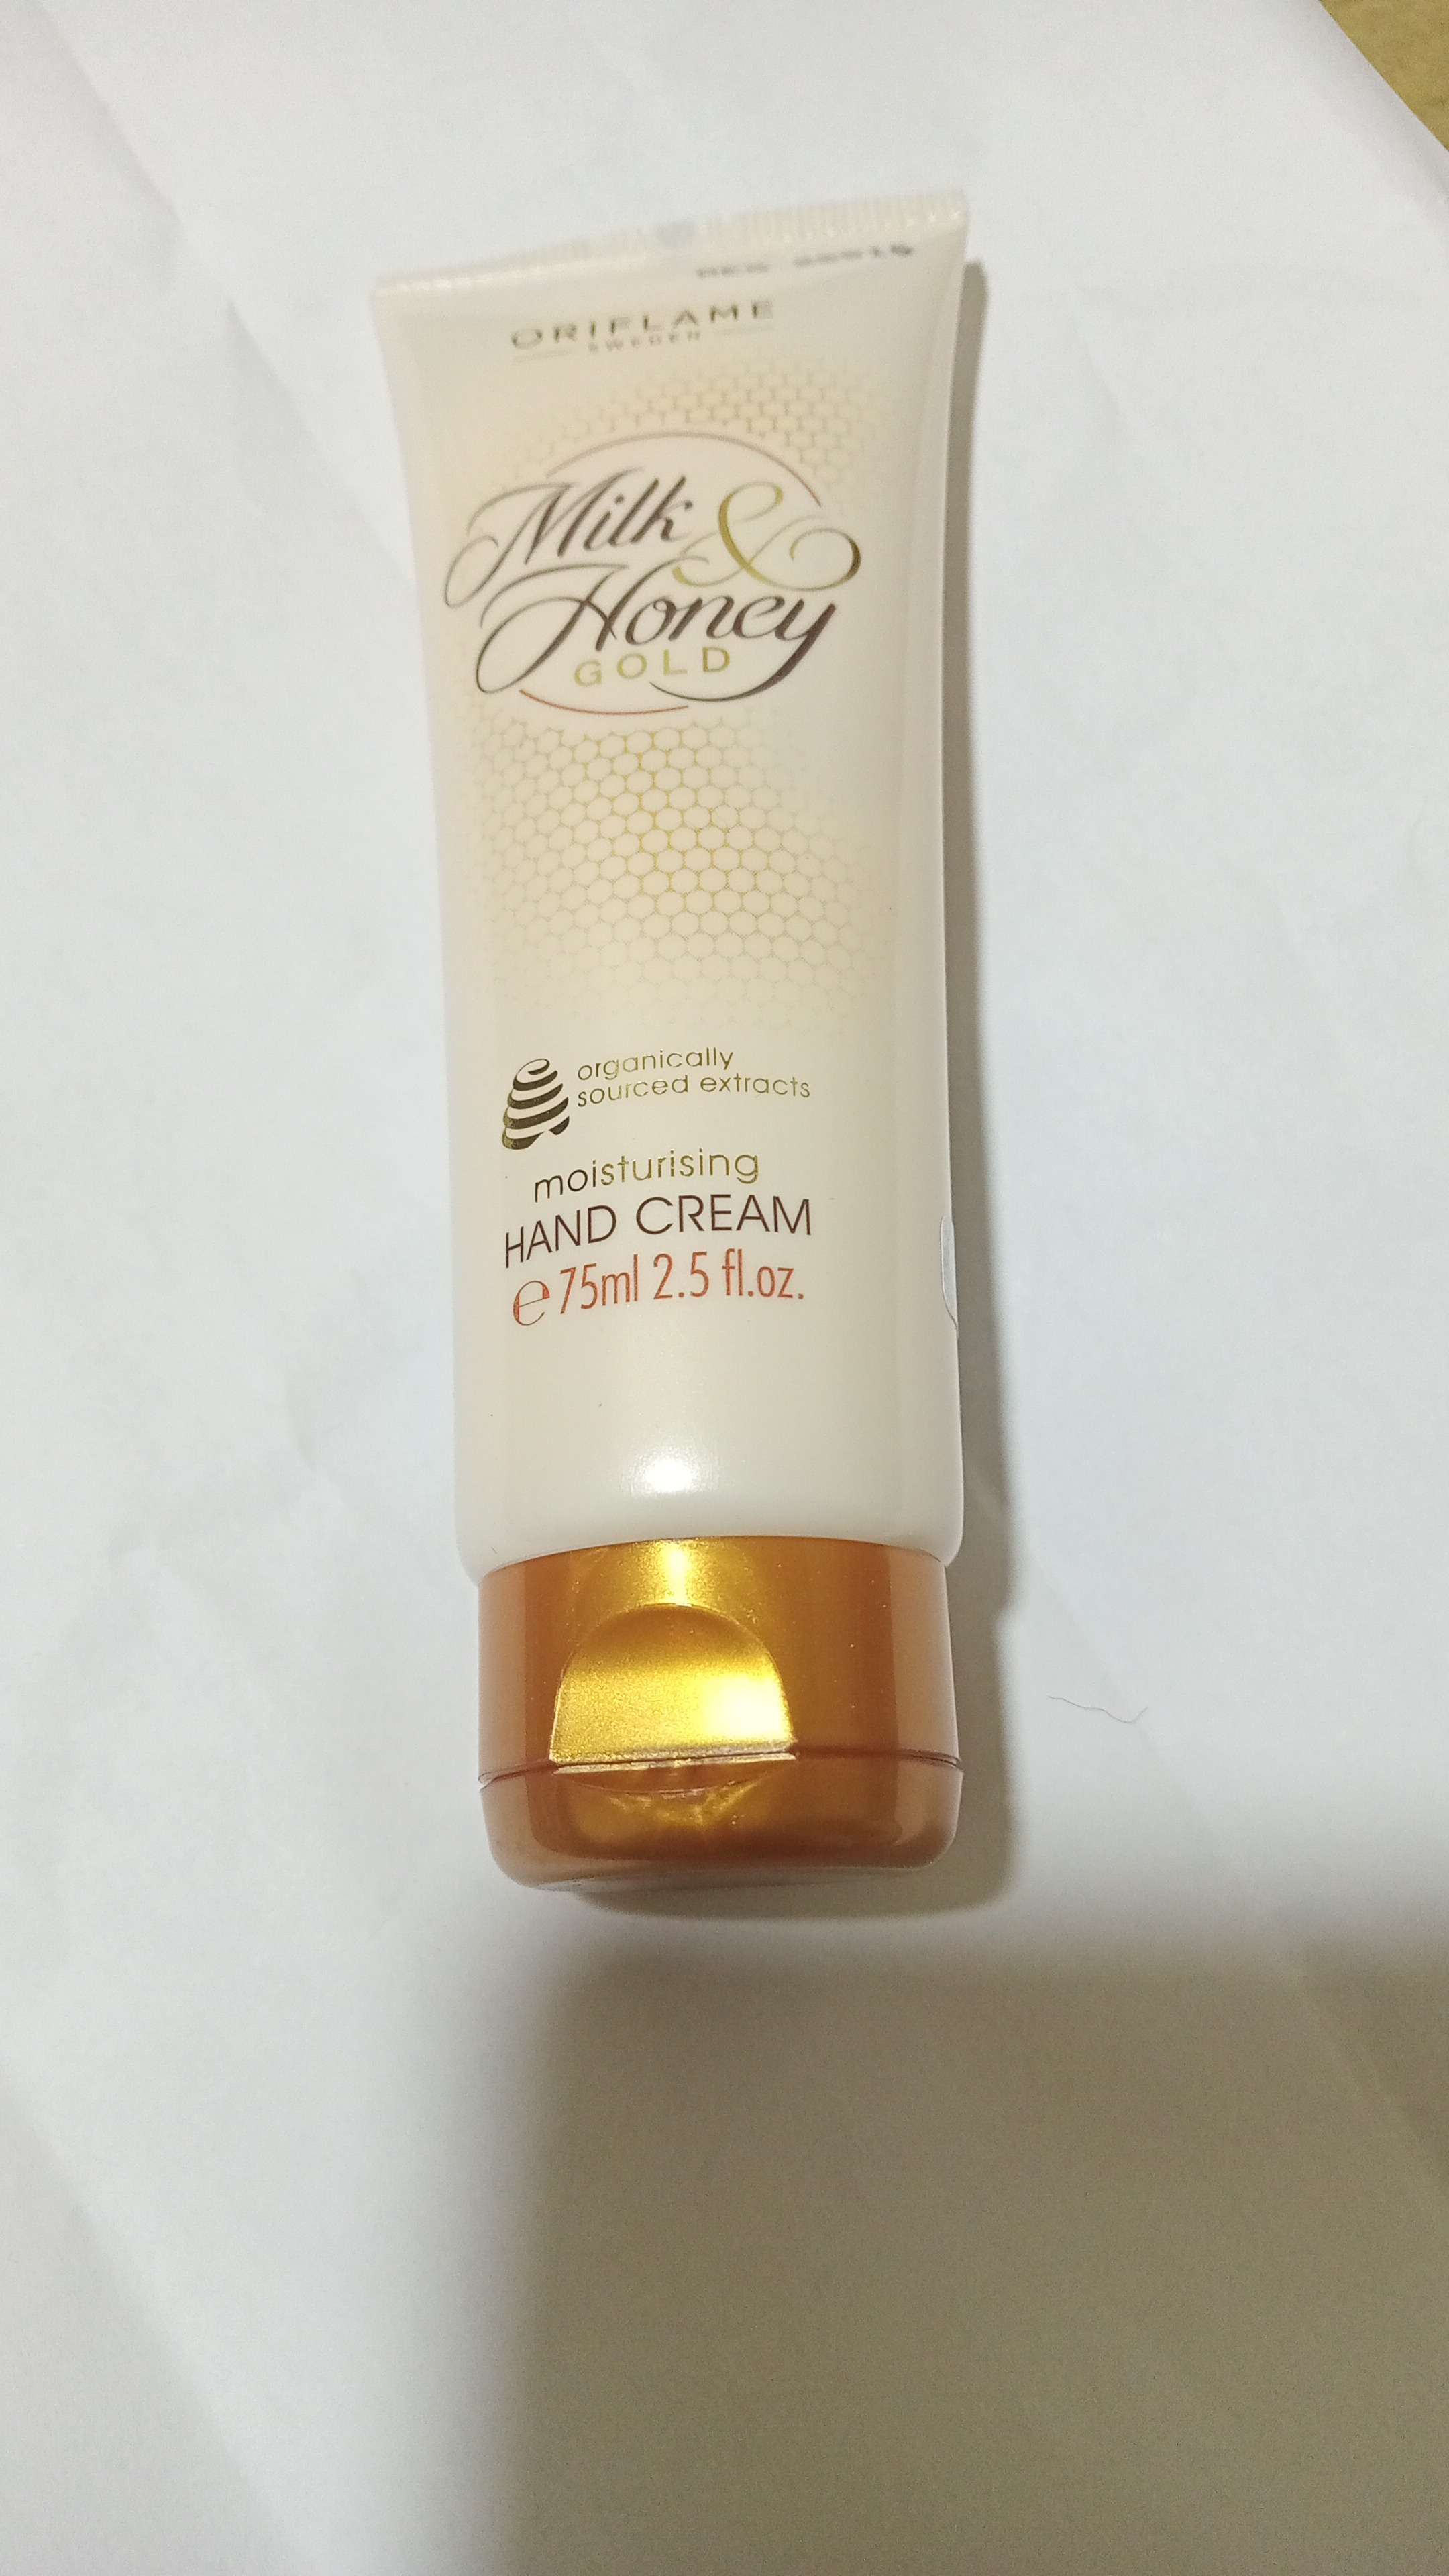 ORIFLAME
SWEDEN
Milk &
Honey
GOLD
organically
sourced extracts
moisturising
HAND CREAM
e 75ml 2.5 fl.oz.